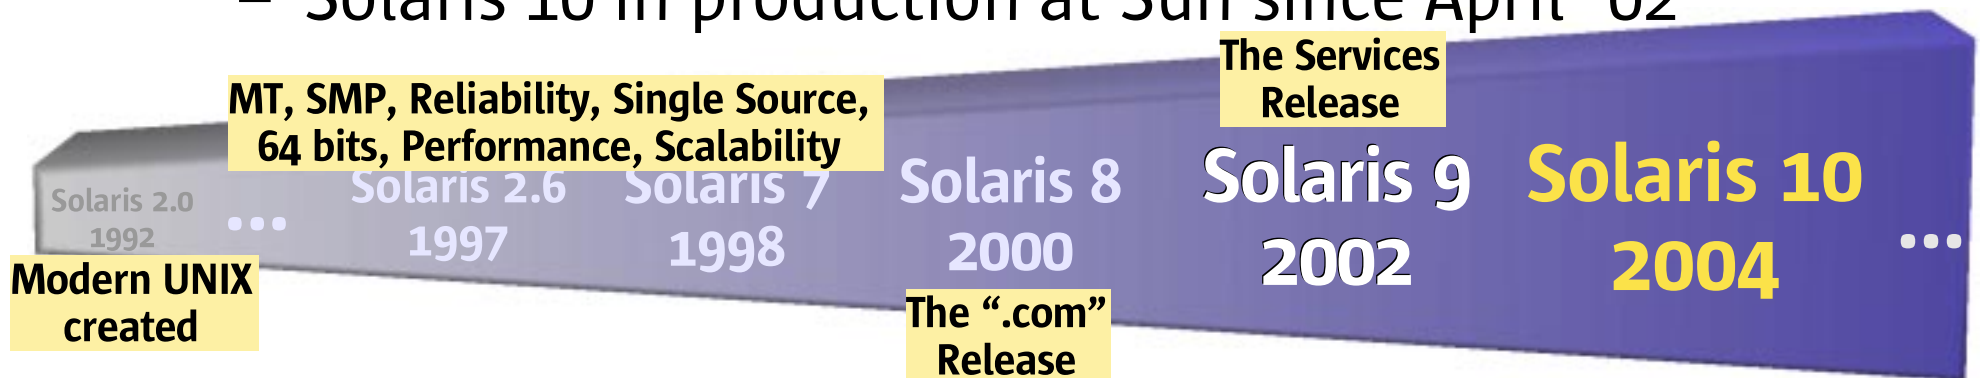 – Solaris 10 in production at Sun since April '02
The Services
Release
MT, SMP, Reliability, Single Source,
64 bits, Performance, Scalability
Solaris 2.0
1992
...
Solaris 2.6
1997
Solaris 7
1998
Solaris 8
2000
Solaris 9
2002
Solaris 10
2004
...
Modern UNIX
created
The “.com”
Release